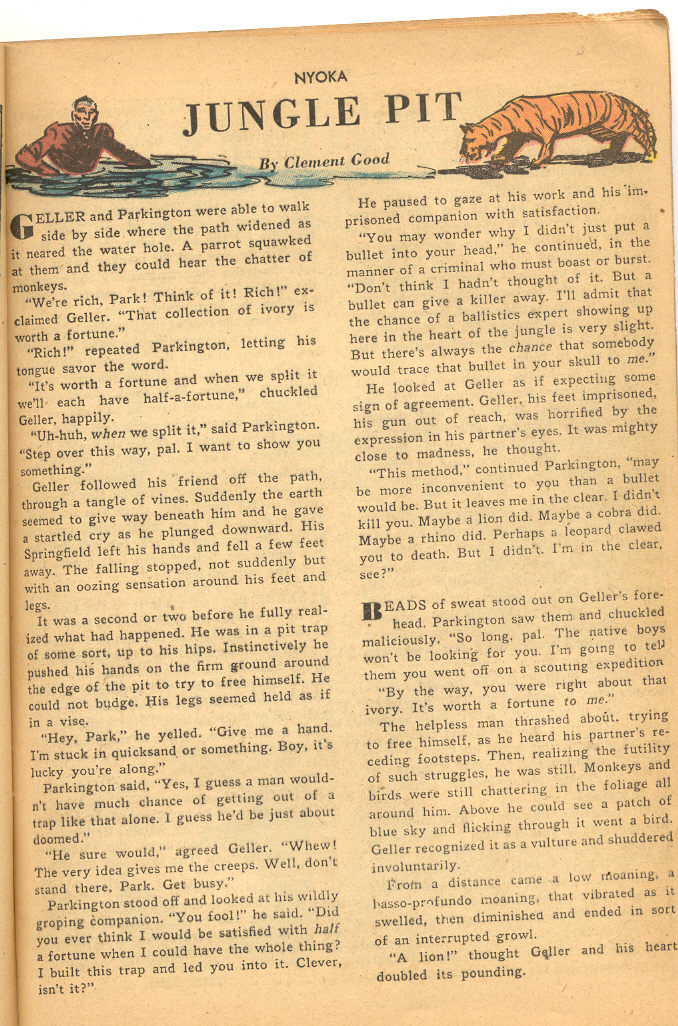 NYOKA
JUNGLE PIT
By Clement Good
GELLER and Parkington were able to walk
side by side where the path widened as
it neared the water hole. A parrot squawked
at them and they could hear the chatter of
monkeys.
"We're rich, Park! Think of it! Rich!" ex-
claimed Geller. "That collection of ivory is
worth a fortune."
"Rich!" repeated Parkington, letting his
tongue savor the word.
"It's worth a fortune and when we split it
we'll each have half-a-fortune," chuckled
Geller, happily.
"Uh-huh, when we split it," said Parkington.
"Step over this way, pal. I want to show you
something."
Geller followed his friend off the path,
through a tangle of vines. Suddenly the earth
seemed to give way beneath him and he gave
a startled cry as he plunged downward. His
Springfield left his hands and fell a few feet
away. The falling stopped, not suddenly but
with an oozing sensation around his feet and
legs.
It was a second or two before he fully real-
ized what had happened. He was in a pit trap
of some sort, up to his hips. Instinctively he
pushed his hands on the firm ground around
the edge of the pit to try to free himself. He
could not budge. His legs seemed held as if
in a vise.
"Hey, Park," he yelled. "Give me a hand.
I'm stuck in quicksand or something. Boy, it's
lucky you're along."
Parkington said, "Yes, I guess a man would-
n't have much chance of getting out of a
trap like that alone. I guess he'd be just about
doomed."
"He sure would," agreed Geller. "Whew!
The very idea gives me the creeps. Well, don't
stand there, Park. Get busy."
Parkington stood off and looked at his wildly
groping companion. "You fool!" he said. "Did
you ever think I would be satisfied with half
a fortune when I could have the whole thing?
I built this trap and led you into it. Clever,
isn't it?"
He paused to gaze at his work and his im-
prisoned companion with satisfaction.
"You may wonder why I didn't just put a
bullet into your head," he continued, in the
manner of a criminal who must boast or burst.
"Don't think I hadn't thought of it. But a
bullet can give a killer away. I'll admit that
the chance of a ballistics expert showing up
here in the heart of the jungle is very slight.
But there's always the chance that somebody
would trace that bullet in your skull to me."
He looked at Geller as if expecting some
sign of agreement. Geller, his feet imprisoned,
his gun out of reach, was horrified by the
expression in his partner's eyes. It was mighty
close to madness, he thought.
"This method," continued Parkington, "may
be more inconvenient to you than a bullet
would be. But it leaves me in the clear. I didn't
kill you. Maybe a lion did. Maybe a cobra did.
Maybe a rhino did. Perhaps a leopard clawed
you to death. But I didn't. I'm in the clear,
see?"
BEADS of sweat stood out on Geller's fore-
head. Parkington saw them and chuckled
maliciously. "So long, pal. The native boys
won't be looking for you. I'm going to tell
them you went off on a scouting expedition
"By the way, you were right about that
ivory. It's worth a fortune to me."
The helpless man thrashed about, trying
to free himself, as he heard his partner's re-
ceding footsteps. Then, realizing the futility
of such struggles, he was still. Monkeys and
birds were still chattering in the foliage all
around him. Above he could see a patch of
blue sky and flicking through it went a bird.
Geller recognized it as a vulture and shuddered
involuntarily.
From a distance came a low moaning, a
basso-profundo moaning, that vibrated as it
swelled, then diminished and ended in sort
of an interrupted growl.
"A lion!" thought Geller and his heart
doubled its pounding.